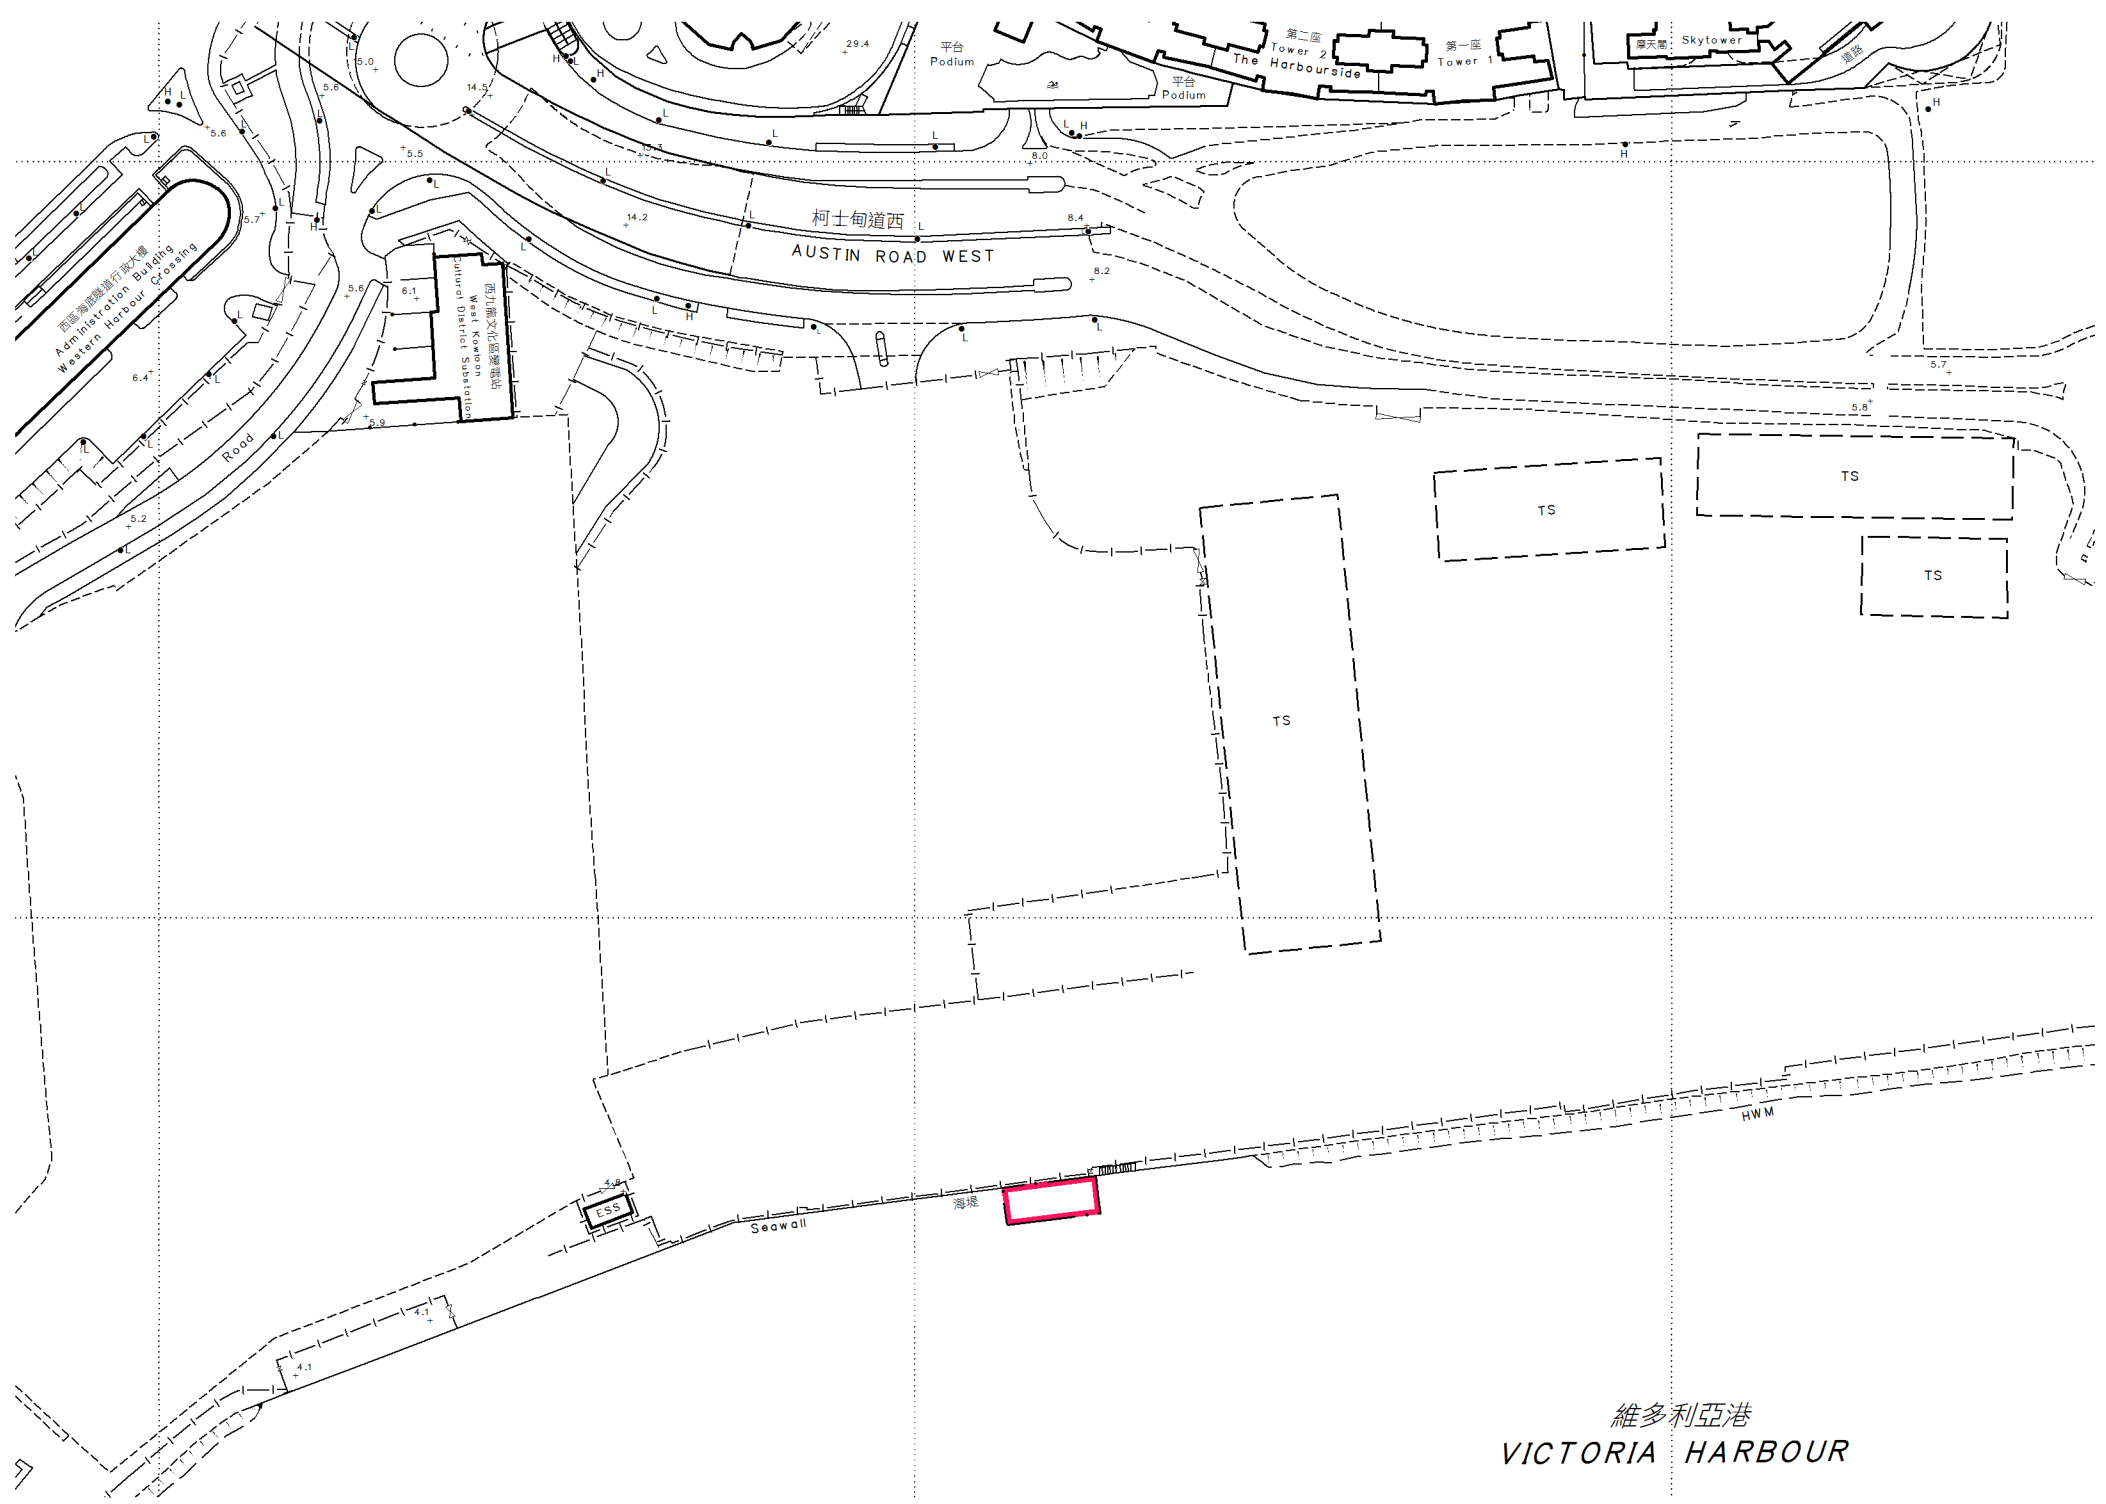 平台
Podium
平台
Podium
第二座
Tower 2
The Harbourside
第一座
Tower 1
摩天閣 Skytower
道路
29.4
15.0
14.5
5.6
5.6
5.5
5.7
15.3
14.2
8.0
8.4
8.2
柯士甸道西
AUSTIN ROAD WEST
西區海底隧道行政大樓
Administration Building
Western Harbour Crossing
6.4
5.6
6.1
西九龍文化區變電站
West Kowloon
Cultural District Substation
5.9
Road
5.2
5.7
5.8
TS
TS
TS
TS
HWM
4.8
ESS
海堤
Seawall
4.1
4.1
維多利亞港
VICTORIA HARBOUR